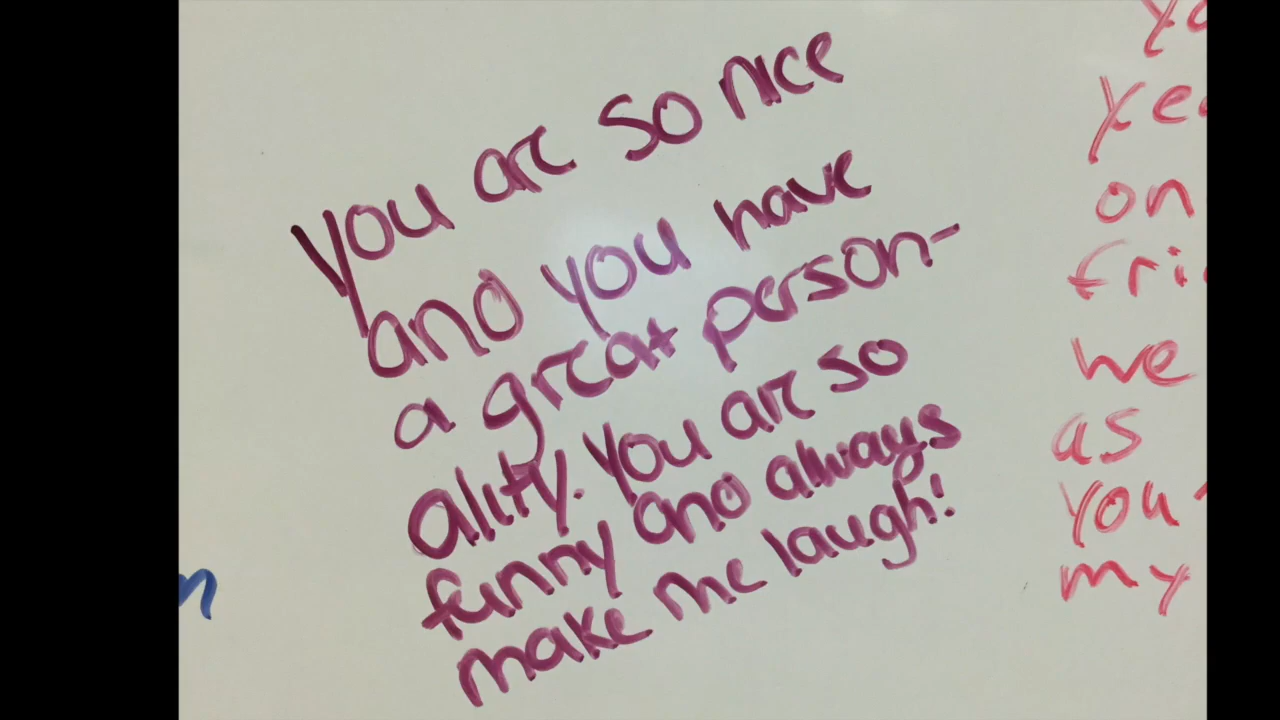 you are so nice
and you have
a great person-
ality. You are so
funny and always
make me laugh!
on
we
as
you
my
n